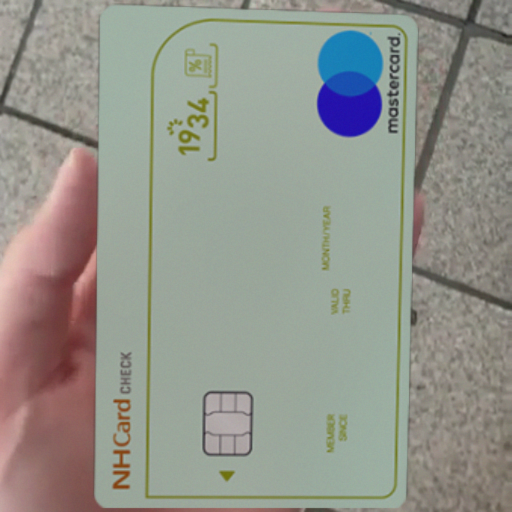 NHCard CHECK
%
1934
mastercard.
MEMBER
SINCE
VALID
THRU
MONTH/YEAR